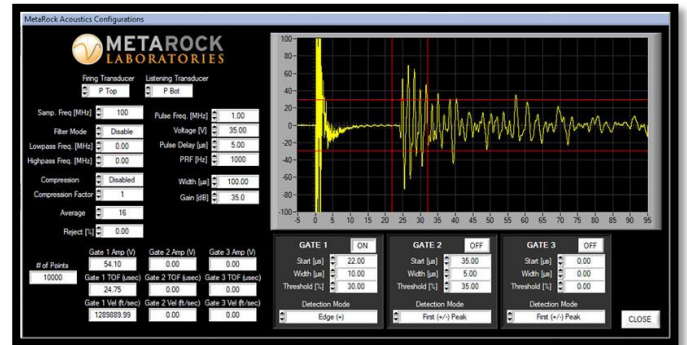 MetaRock Acoustics Configurations
METAROCK
LABORATORIES
Firing Transducer Listening Transducer
P Top P Bot
Samp. Freq [MHz] 100 Pulse Freq. [MHz] 1.00
Filter Mode Disable Voltage [V] 35.00
Lowpass Freq. [MHz] 0.00 Pulse Delay [µs] 5.00
Highpass Freq. [MHz] 0.00 PRF [Hz] 1000
Compression Disabled Width [µs] 100.00
Compression Factor 1 Gain [dB] 35.0
Average 16
Reject [%] 0.00
# of Points
10000
Gate 1 Amp (V) Gate 2 Amp (V) Gate 3 Amp (V)
54.10 0.00 0.00
Gate 1 TOF (usec) Gate 2 TOF (usec) Gate 3 TOF (usec)
24.75 0.00 0.00
Gate 1 Vel (ft/sec) Gate 2 Vel (ft/sec) Gate 3 Vel (ft/sec)
1289889.99 0.00 0.00
100
80
60
40
20
0
-20
-40
-60
-80
-100
-5 0 5 10 15 20 25 30 35 40 45 50 55 60 65 70 75 80 85 90 95
GATE 1 ON
Start [µs] 22.00
Width [µs] 10.00
Threshold [%] 30.00
Detection Mode
Edge (+)
GATE 2 OFF
Start [µs] 35.00
Width [µs] 5.00
Threshold [%] 35.00
Detection Mode
First (+/-) Peak
GATE 3 OFF
Start [µs] 0.00
Width [µs] 0.00
Threshold [%] 0.00
Detection Mode
First (+/-) Peak
CLOSE